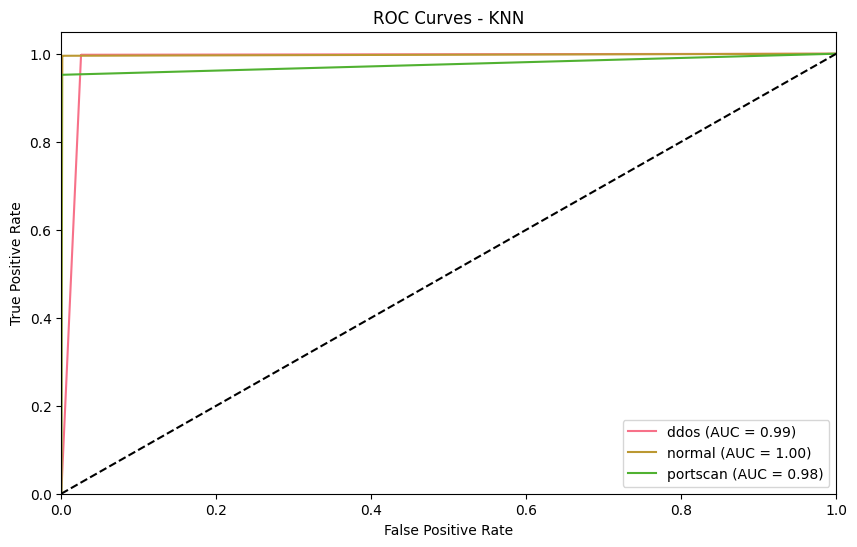 ROC Curves - KNN
1.0
0.8
0.6
0.4
0.2
0.0
True Positive Rate
0.0 0.2 0.4 0.6 0.8 1.0
False Positive Rate
ddos (AUC = 0.99)
normal (AUC = 1.00)
portscan (AUC = 0.98)